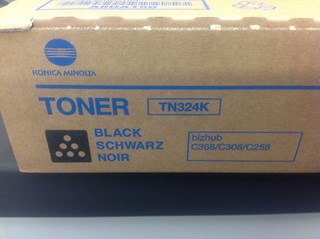 KONICA MINOLTA
TONER TN324K
BLACK
SCHWARZ
NOIR
bizhub
C368/C308/C258